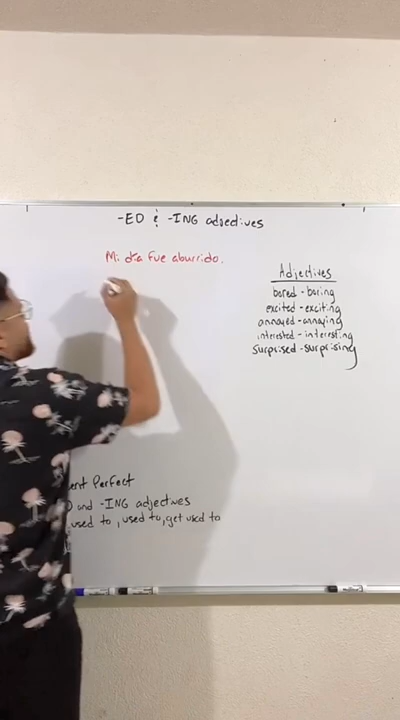 -ED & -ING adjectives
Mi día fue aburrido.
Adjectives
bored - boring
excited - exciting
annoyed - annoying
interested - interesting
surprised - surprising
Perfect
and -ING adjectives
used to, used to, get used to